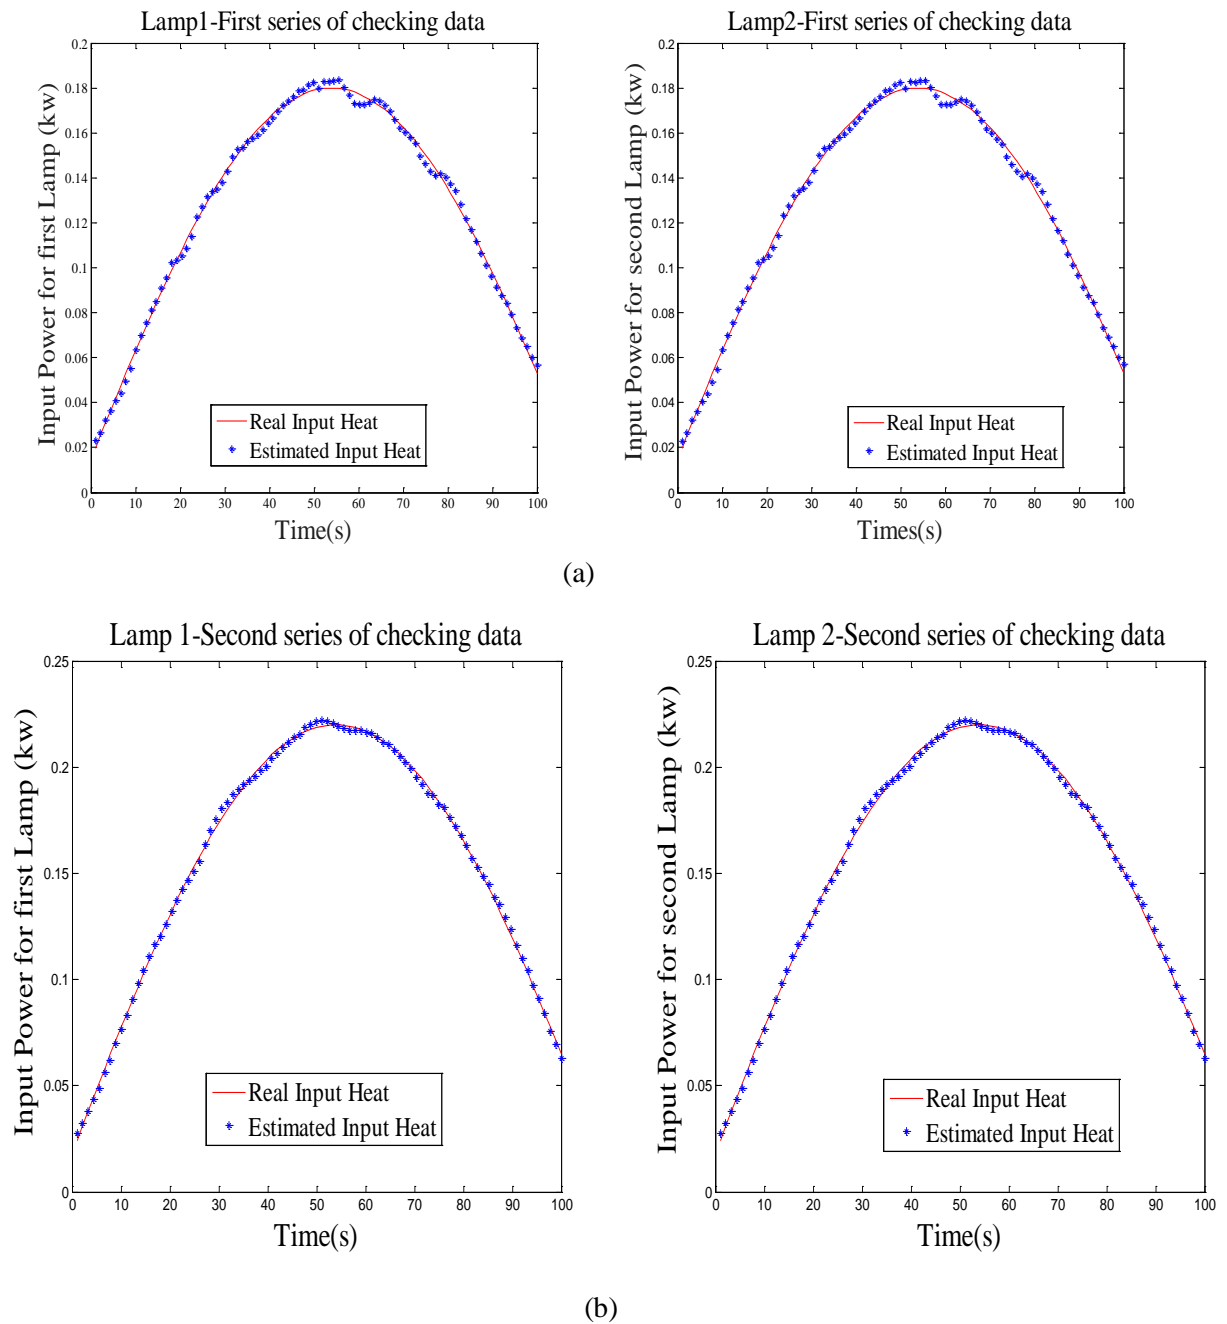 Lamp1-First series of checking data
0.2
0.18
0.16
0.14
0.12
0.1
0.08
0.06
0.04
0.02
0
Input Power for first Lamp (kw)
Real Input Heat
Estimated Input Heat
0 10 20 30 40 50 60 70 80 90 100
Time(s)
Lamp2-First series of checking data
0.2
0.18
0.16
0.14
0.12
0.1
0.08
0.06
0.04
0.02
0
Input Power for second Lamp (kw)
Real Input Heat
Estimated Input Heat
0 10 20 30 40 50 60 70 80 90 100
Times(s)
(a)
Lamp 1-Second series of checking data
0.25
0.2
0.15
0.1
0.05
0
Input Power for first Lamp (kw)
Real Input Heat
Estimated Input Heat
0 10 20 30 40 50 60 70 80 90 100
Time(s)
Lamp 2-Second series of checking data
0.25
0.2
0.15
0.1
0.05
0
Input Power for second Lamp (kw)
Real Input Heat
Estimated Input Heat
0 10 20 30 40 50 60 70 80 90 100
Time(s)
(b)